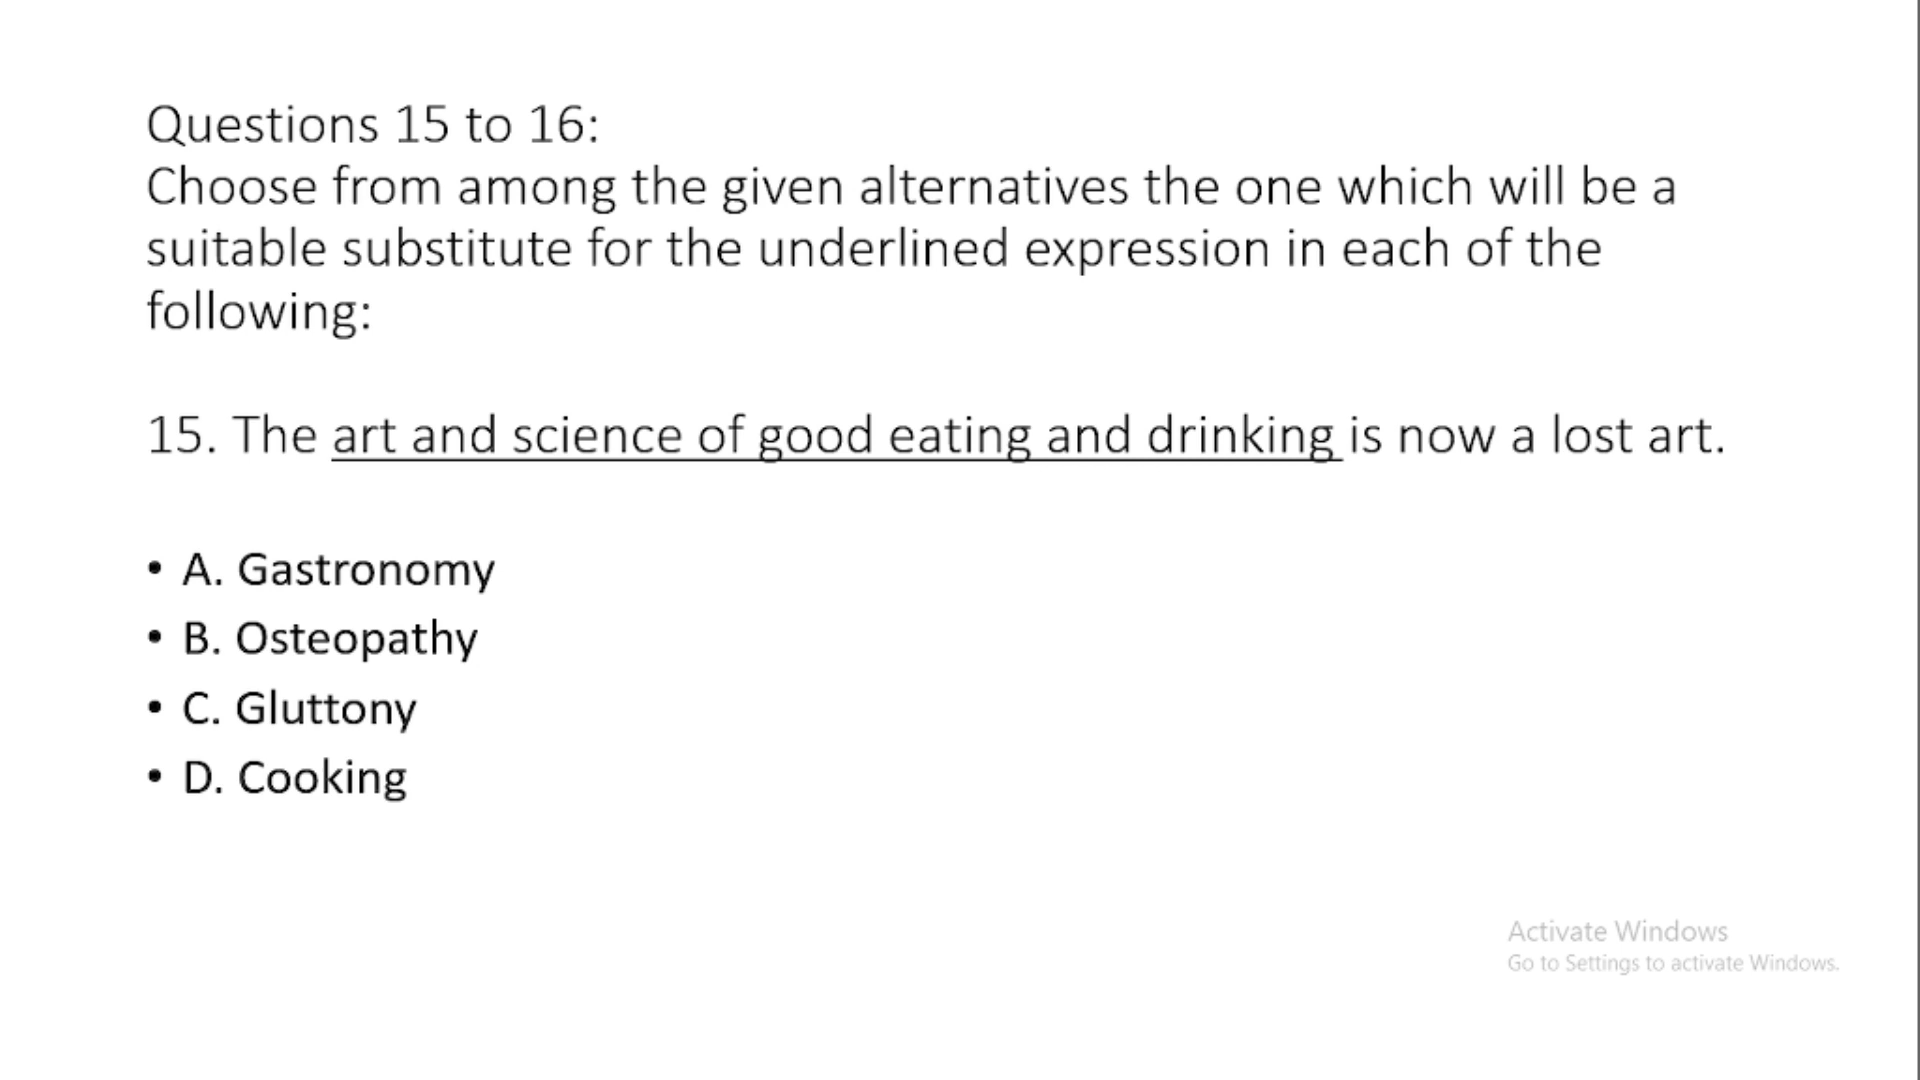 Questions 15 to 16:
Choose from among the given alternatives the one which will be a
suitable substitute for the underlined expression in each of the
following:
15. The art and science of good eating and drinking is now a lost art.
• A. Gastronomy
• B. Osteopathy
• C. Gluttony
• D. Cooking
Activate Windows
Go to Settings to activate Windows.